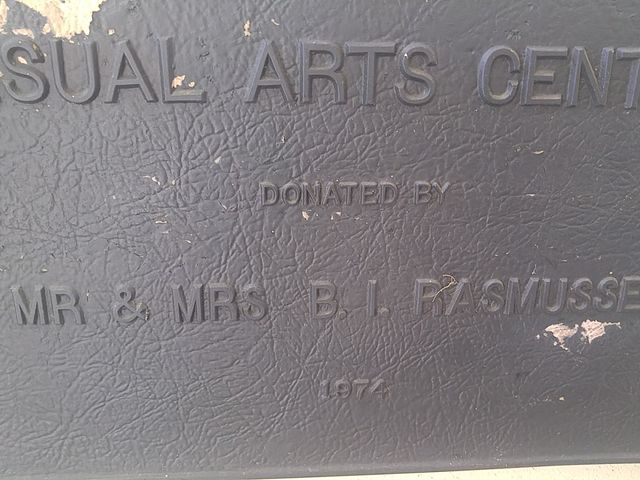 SUAL ARTS CENT
DONATED BY
MR & MRS B. I. RASMUSSE
1974